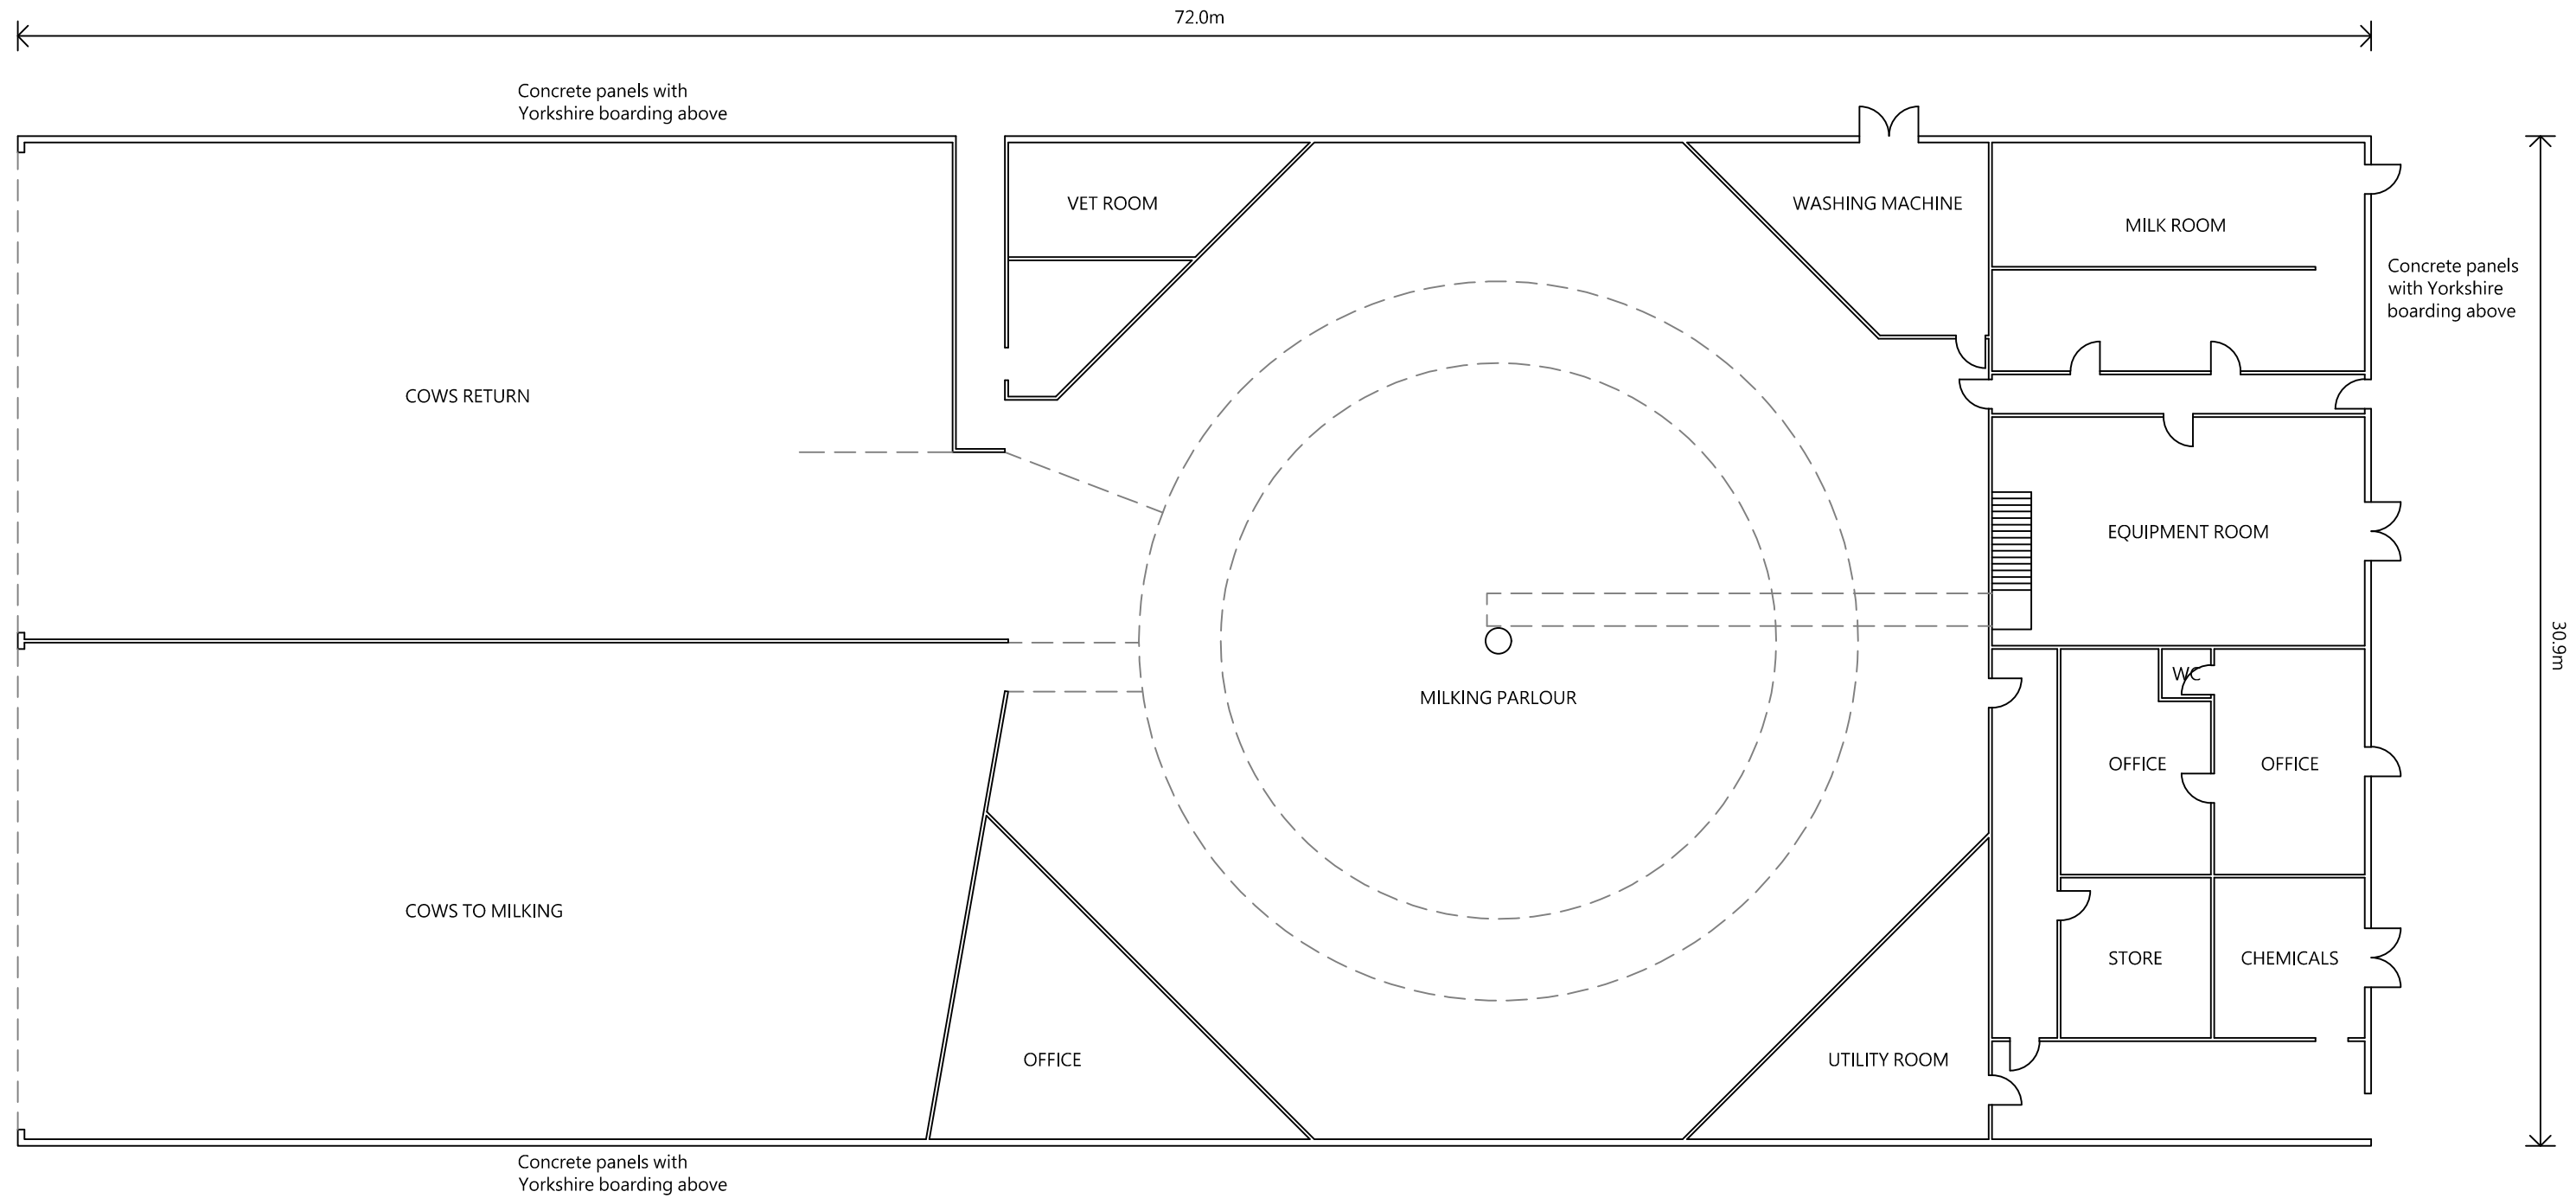 72.0m
Concrete panels with
Yorkshire boarding above
VET ROOM
WASHING MACHINE
MILK ROOM
Concrete panels
with Yorkshire
boarding above
COWS RETURN
EQUIPMENT ROOM
30.9m
WC
MILKING PARLOUR
OFFICE
OFFICE
COWS TO MILKING
STORE
CHEMICALS
OFFICE
UTILITY ROOM
Concrete panels with
Yorkshire boarding above